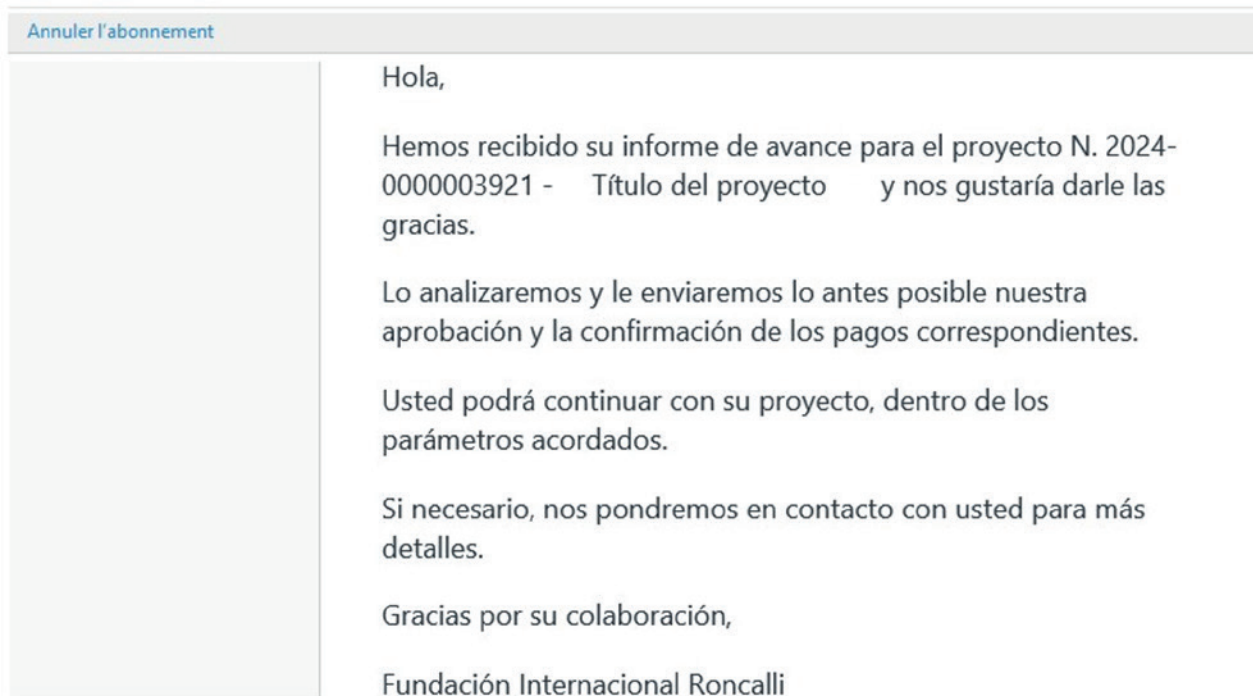 Annuler l'abonnement
Hola,
Hemos recibido su informe de avance para el proyecto N. 2024-
0000003921 - Título del proyecto y nos gustaría darle las
gracias.
Lo analizaremos y le enviaremos lo antes posible nuestra
aprobación y la confirmación de los pagos correspondientes.
Usted podrá continuar con su proyecto, dentro de los
parámetros acordados.
Si necesario, nos pondremos en contacto con usted para más
detalles.
Gracias por su colaboración,
Fundación Internacional Roncalli